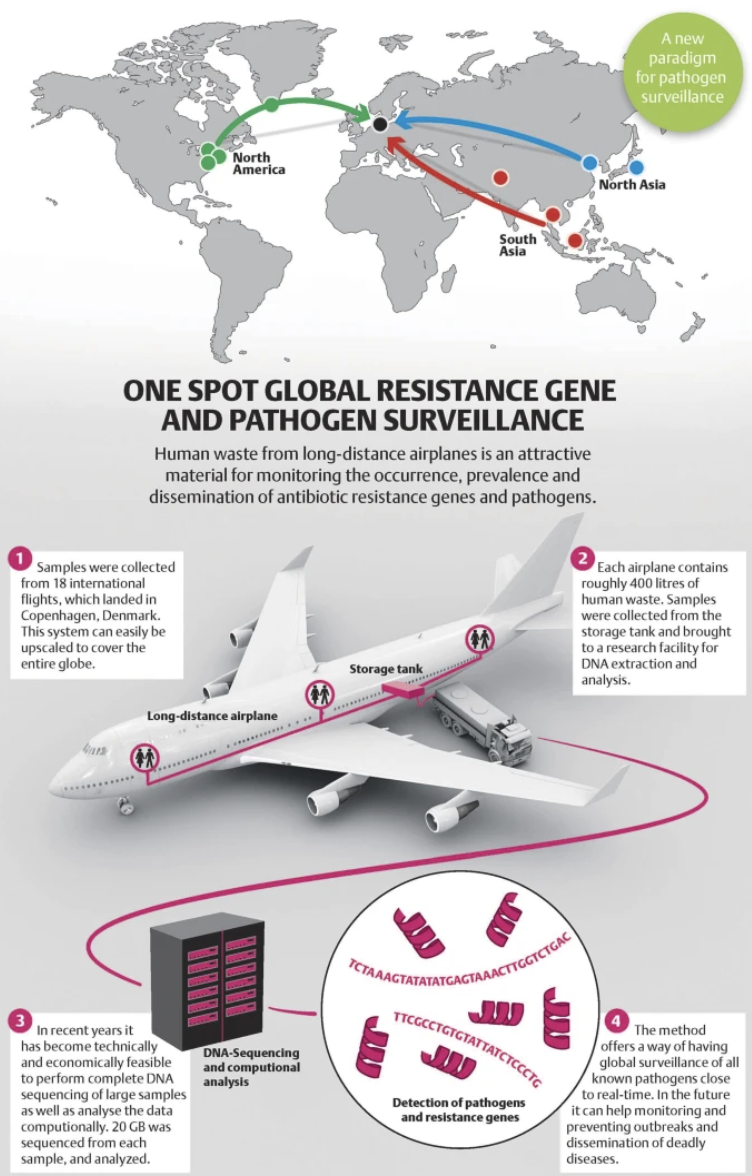 A new
paradigm
for pathogen
surveillance
North
America
North Asia
South
Asia
ONE SPOT GLOBAL RESISTANCE GENE
AND PATHOGEN SURVEILLANCE
Human waste from long-distance airplanes is an attractive
material for monitoring the occurrence, prevalence and
dissemination of antibiotic resistance genes and pathogens.
1
Samples were collected
from 18 international
flights, which landed in
Copenhagen, Denmark.
This system can easily be
upscaled to cover the
entire globe.
2
Each airplane contains
roughly 400 litres of
human waste. Samples
were collected from the
storage tank and brought
to a research facility for
DNA extraction and
analysis.
Storage tank
Long-distance airplane
TCTAAAGTATATATGAGTAAACTTGGTCTGAC
TTCGCCTGTGTATTATCTCCCTG
3
In recent years it
has become technically
and economically feasible
to perform complete DNA
sequencing of large samples
as well as analyse the data
computionally. 20 GB was
sequenced from each
sample, and analyzed.
DNA-Sequencing
and computional
analysis
Detection of pathogens
and resistance genes
4
The method
offers a way of having
global surveillance of all
known pathogens close
to real-time. In the future
it can help monitoring and
preventing outbreaks and
dissemination of deadly
diseases.